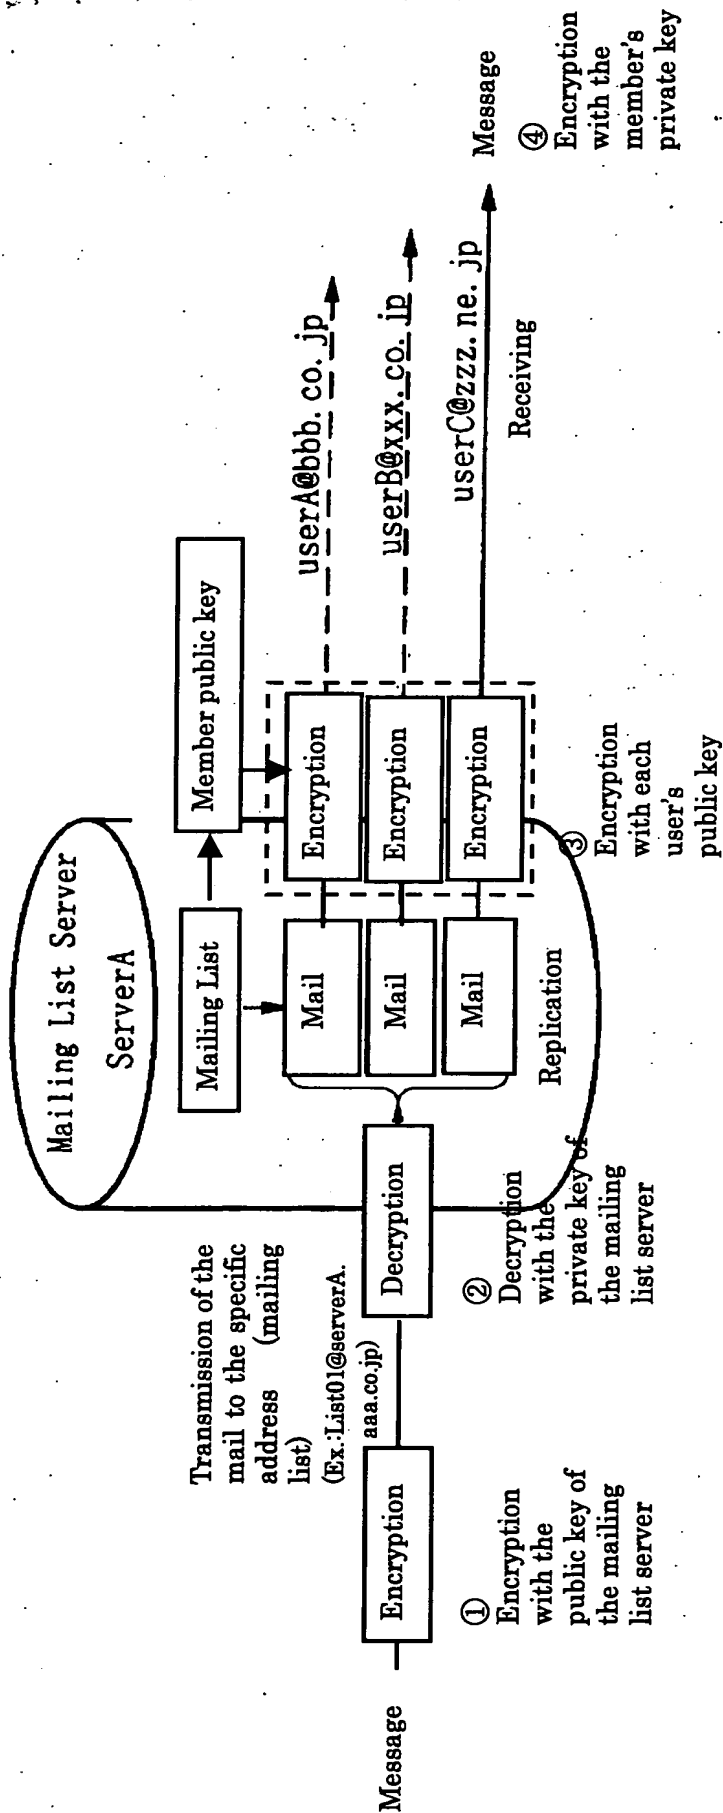 Mailing List Server
ServerA
Mailing List
Member public key
Transmission of the
mail to the specific
address (mailing
list)
(Ex.:List01@serverA.
aaa.co.jp)
Message
Encryption
Decryption
Mail
Mail
Mail
Replication
Encryption
Encryption
Encryption
userA@bbb.co.jp
userB@xxx.co.jp
userC@zzz.ne.jp
Receiving
Message
①
Encryption
with the
public key of
the mailing
list server
②
Decryption
with the
private key of
the mailing
list server
③
Encryption
with each
user's
public key
④
Encryption
with the
member's
private key